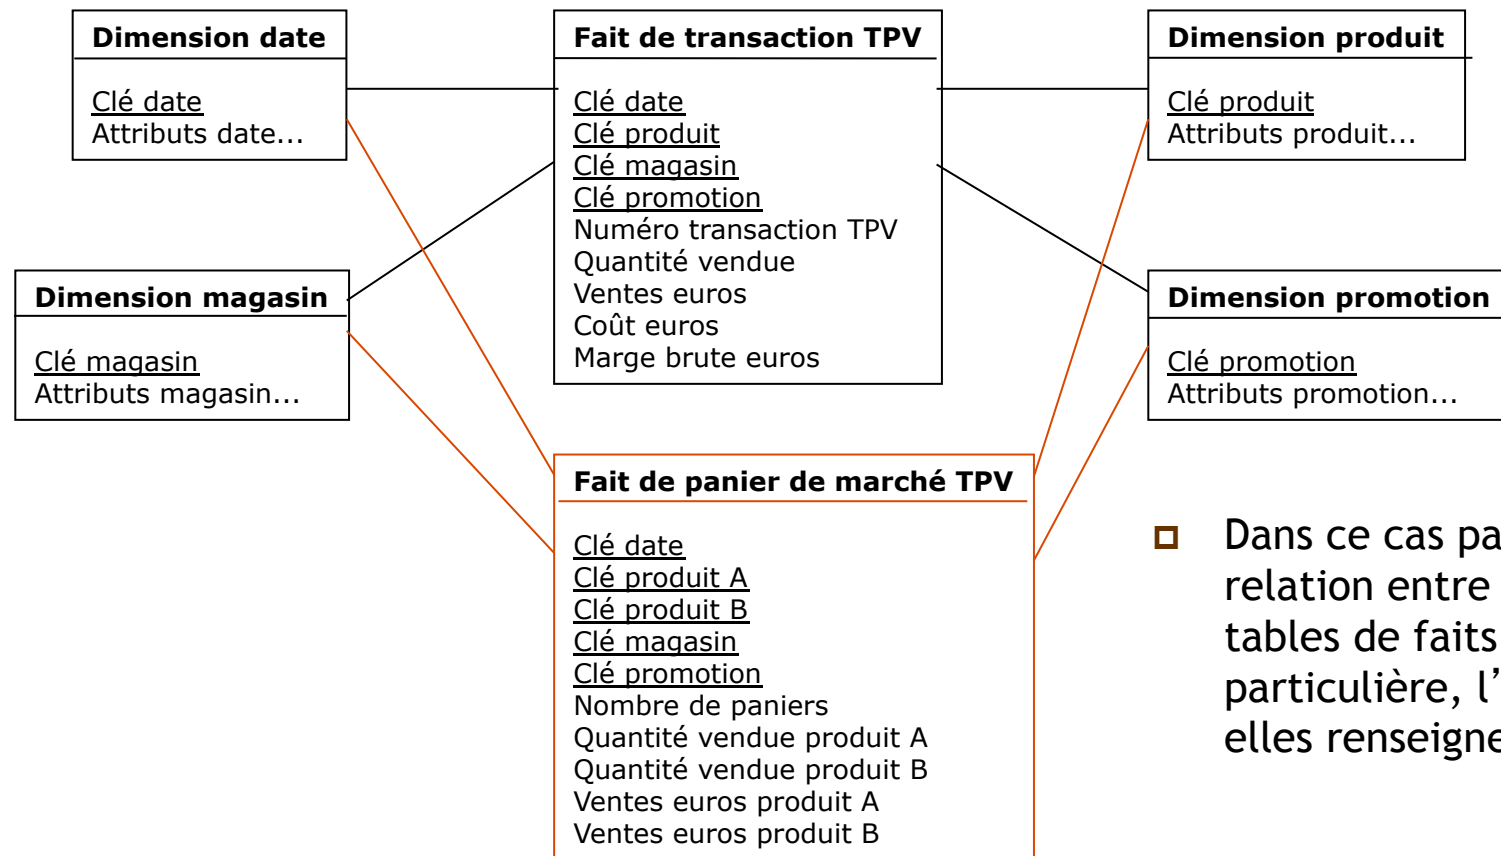 Dimension date
Clé date
Attributs date...
Fait de transaction TPV
Clé date
Clé produit
Clé magasin
Clé promotion
Numéro transaction TPV
Quantité vendue
Ventes euros
Coût euros
Marge brute euros
Dimension produit
Clé produit
Attributs produit...
Dimension magasin
Clé magasin
Attributs magasin...
Dimension promotion
Clé promotion
Attributs promotion...
Fait de panier de marché TPV
Clé date
Clé produit A
Clé produit B
Clé magasin
Clé promotion
Nombre de paniers
Quantité vendue produit A
Quantité vendue produit B
Ventes euros produit A
Ventes euros produit B
Dans ce cas pa
relation entre
tables de faits
particulière, l’
elles renseigne